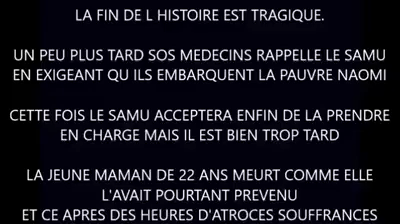 LA FIN DE L HISTOIRE EST TRAGIQUE.
UN PEU PLUS TARD SOS MEDECINS RAPPELLE LE SAMU
EN EXIGEANT QU ILS EMBARQUENT LA PAUVRE NAOMI
CETTE FOIS LE SAMU ACCEPTERA ENFIN DE LA PRENDRE
EN CHARGE MAIS IL EST BIEN TROP TARD
LA JEUNE MAMAN DE 22 ANS MEURT COMME ELLE
L'AVAIT POURTANT PREVENU
ET CE APRES DES HEURES D'ATROCES SOUFFRANCES